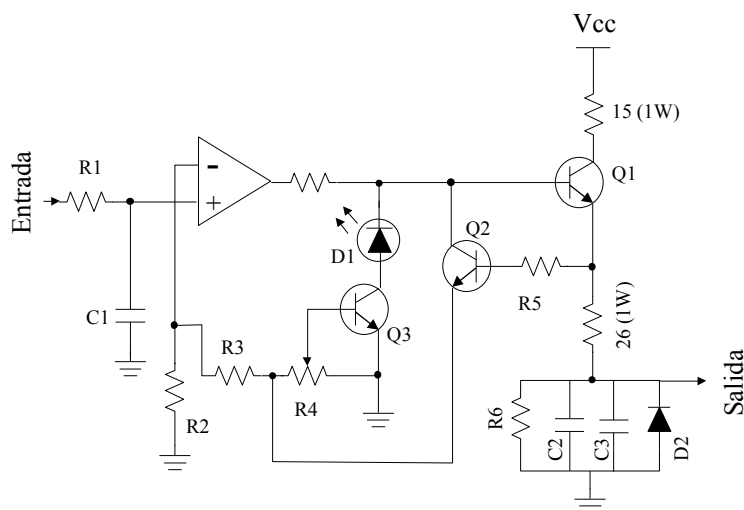 Vcc
15 (1W)
Entrada
R1
-
+
Q1
Q2
D1
R5
C1
Q3
26 (1W)
R3
R4
R2
R6
C2
C3
D2
Salida